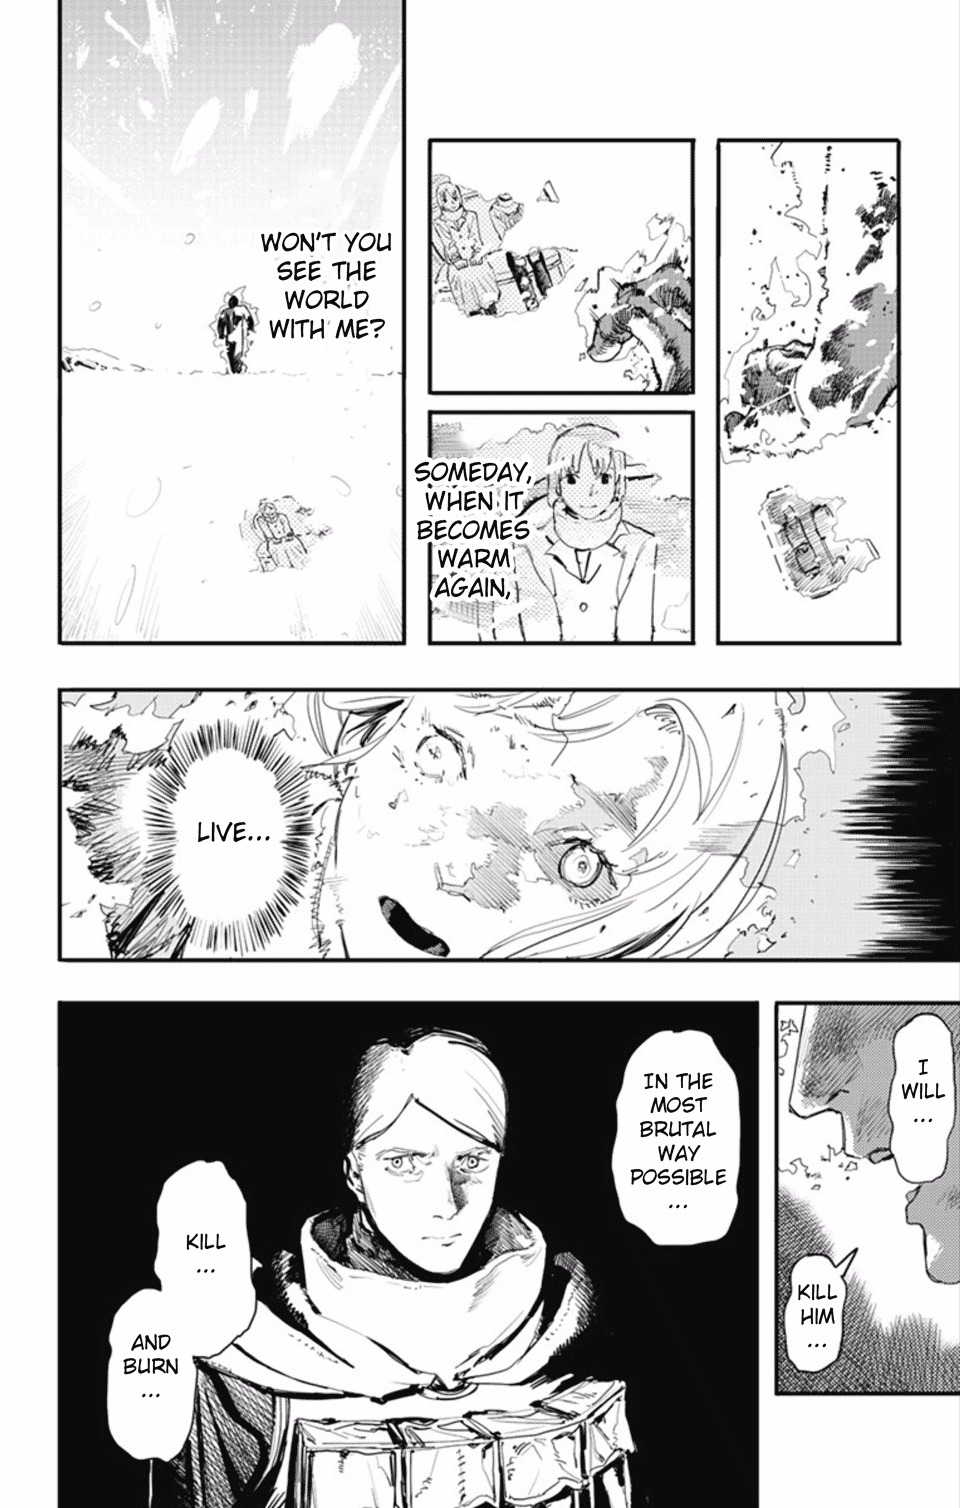 SOMEDAY,
WHEN IT
BECOMES
WARM
AGAIN,
WON'T YOU
SEE THE
WORLD
WITH ME?
LIVE...
I
WILL
...
KILL
HIM
...
IN THE
MOST
BRUTAL
WAY
POSSIBLE
...
KILL
...
AND
BURN
...